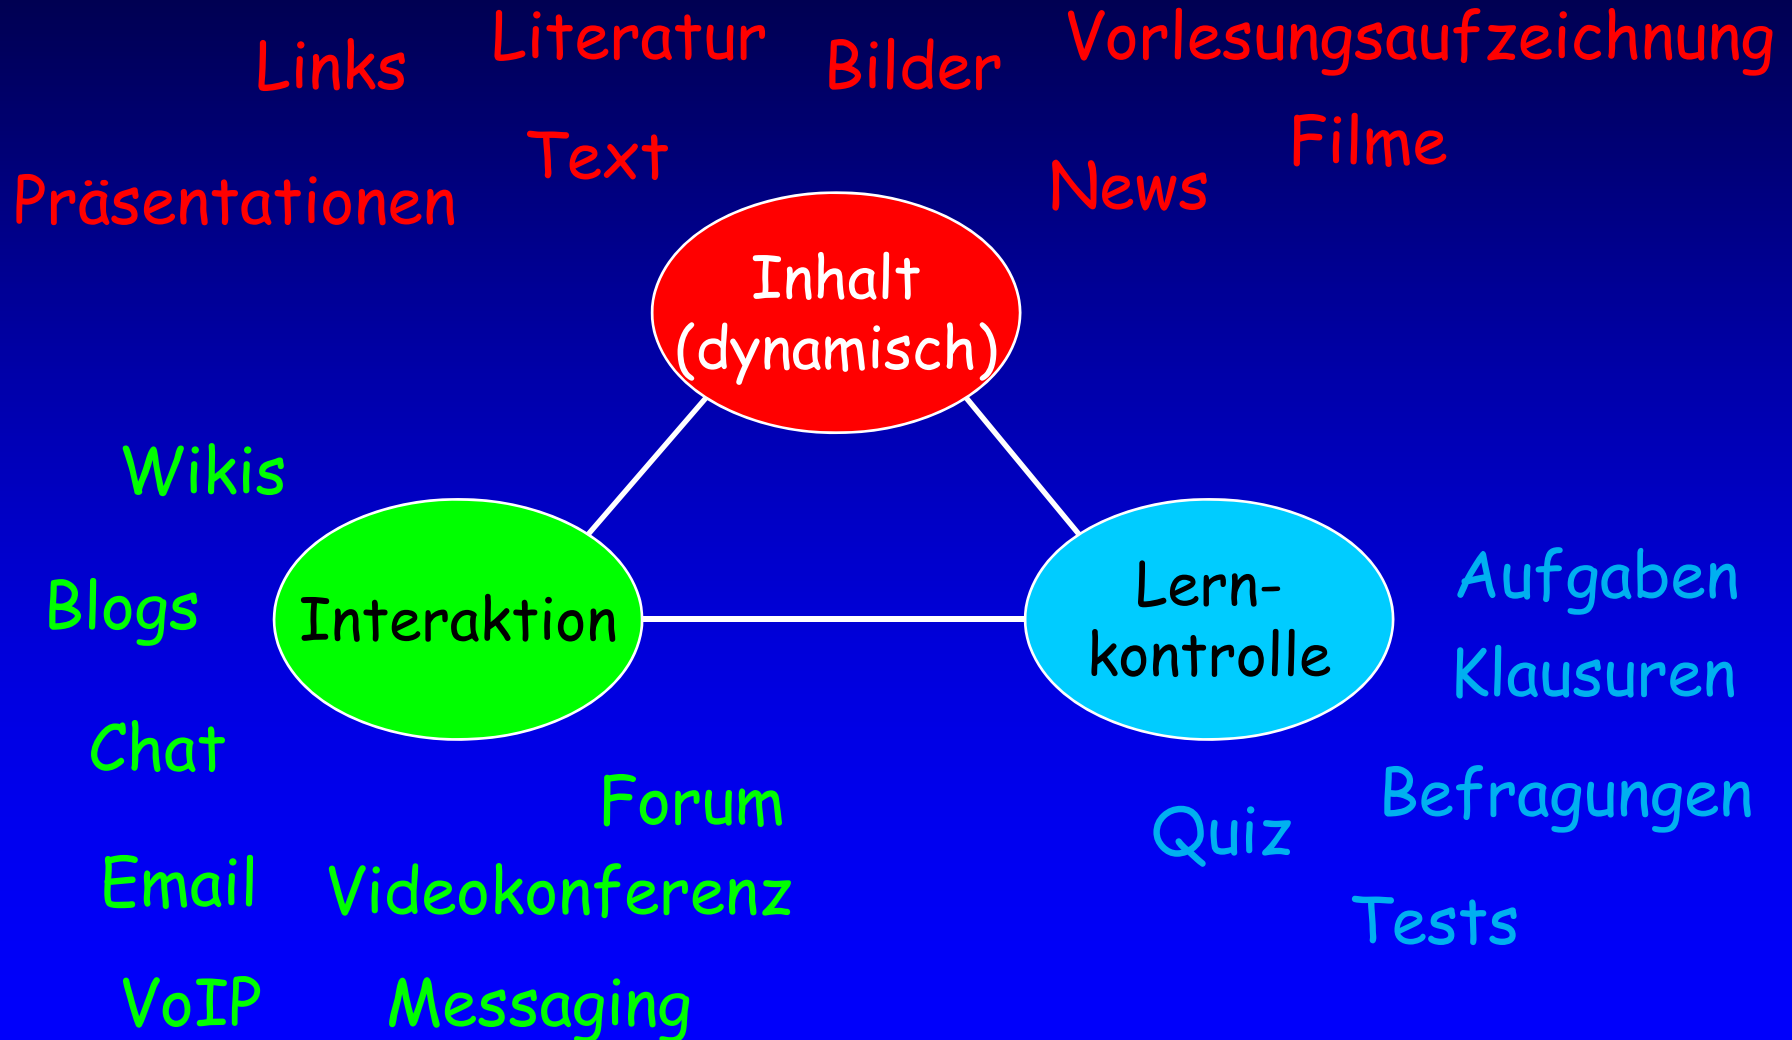 Links
Literatur
Bilder
Vorlesungsaufzeichnung
Präsentationen
Text
News
Filme
Inhalt
(dynamisch)
Wikis
Blogs
Interaktion
Lern-
kontrolle
Aufgaben
Klausuren
Chat
Forum
Quiz
Befragungen
Email
Videokonferenz
Tests
VoIP
Messaging